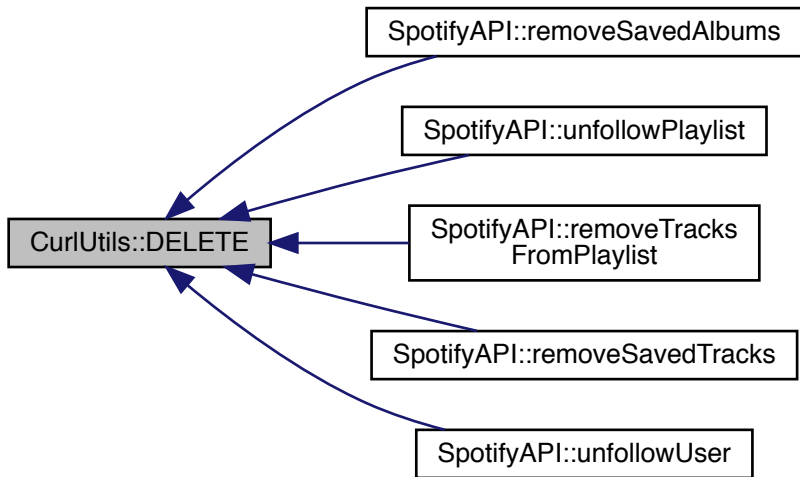 SpotifyAPI::removeSavedAlbums
SpotifyAPI::unfollowPlaylist
CurlUtils::DELETE
SpotifyAPI::removeTracks
FromPlaylist
SpotifyAPI::removeSavedTracks
SpotifyAPI::unfollowUser